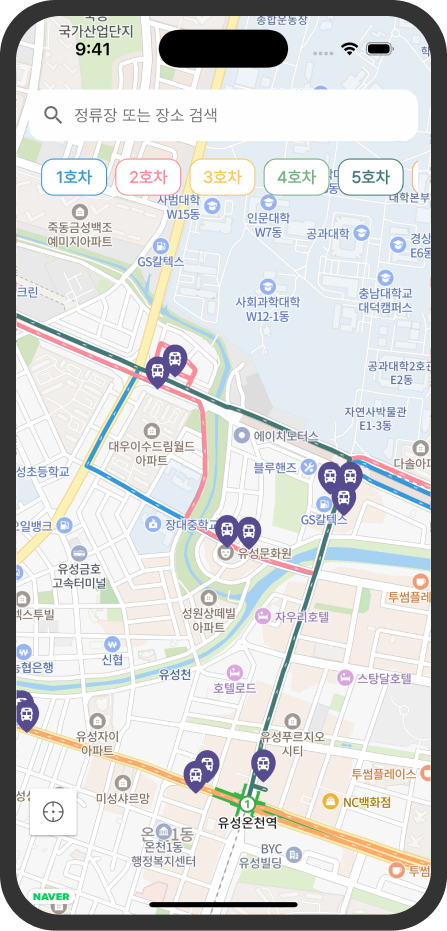 국가산업단지
종합운동장
9:41
정류장 또는 장소 검색
1호차
2호차
3호차
4호차
5호차
사범대학
W15동
인문대학
W7동
대학본부
죽동금성백조
예미지아파트
공과대학
GS칼텍스
크린
사회과학대학
W12-1동
충남대학교
대덕캠퍼스
공과대학2호관
E2동
자연사박물관
E1-3동
에이치모터스
대우이수드림월드
아파트
블루핸즈
다솔아파
성초등학교
GS칼텍스
일뱅크
장대중학교
유성문화원
유성금호
고속터미널
투썸플레
텍스투빌
성원상떼빌
아파트
자우리호텔
협은행
신협
유성천
호텔로드
스탕달호텔
유성자이
아파트
유성푸르지오
시티
투썸플레이스
미성샤르망
1
NC백화점
유성온천역
온천1동
온천1동
행정복지센터
BYC
유성빌딩
NAVER